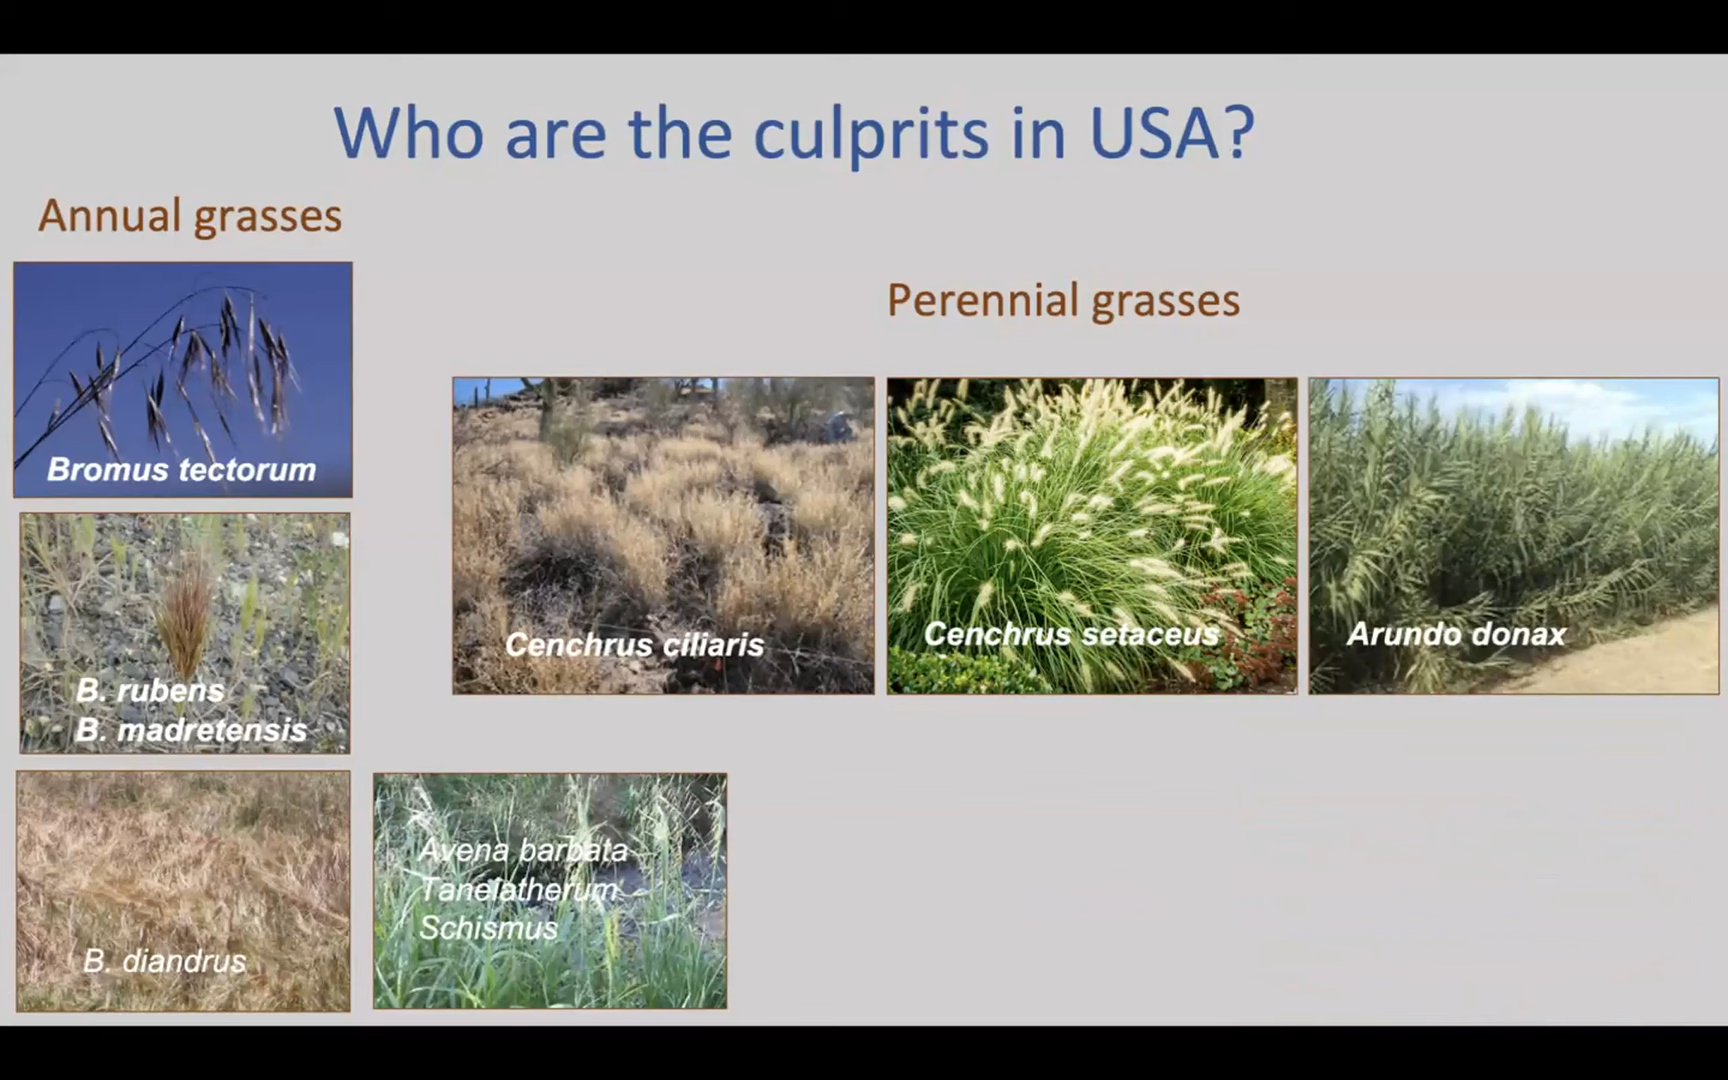 Who are the culprits in USA?
Annual grasses
Bromus tectorum
B. rubens
B. madretensis
B. diandrus
Avena barbata
Tanelatherum
Schismus
Perennial grasses
Cenchrus ciliaris
Cenchrus setaceus
Arundo donax